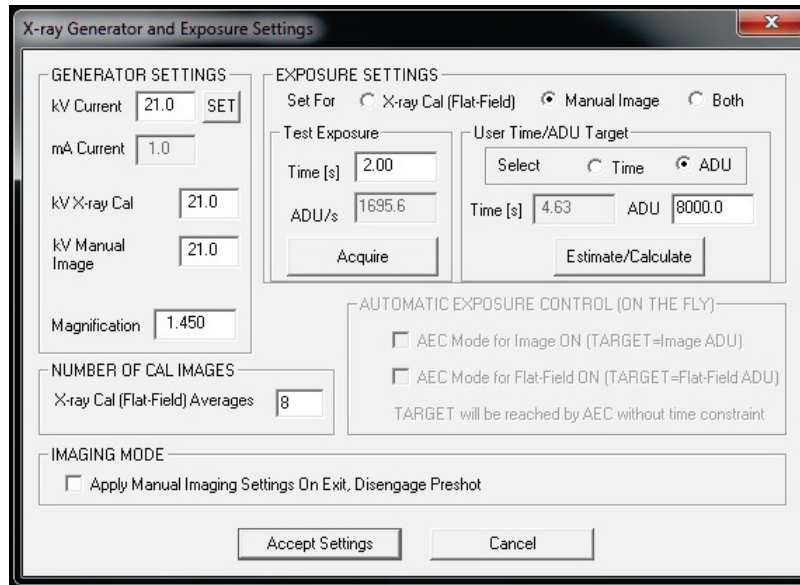 X-ray Generator and Exposure Settings
GENERATOR SETTINGS
kV Current 21.0 SET
mA Current 1.0
kV X-ray Cal 21.0
kV Manual
Image 21.0
Magnification 1.450
NUMBER OF CAL IMAGES
X-ray Cal (Flat-Field) Averages 8
EXPOSURE SETTINGS
Set For X-ray Cal (Flat-Field) Manual Image Both
Test Exposure
Time [s] 2.00
ADU/s 1695.6
Acquire
User Time/ADU Target
Select Time ADU
Time [s] 4.63 ADU 8000.0
Estimate/Calculate
AUTOMATIC EXPOSURE CONTROL (ON THE FLY)
AEC Mode for Image ON (TARGET=Image ADU)
AEC Mode for Flat-Field ON (TARGET=Flat-Field ADU)
TARGET will be reached by AEC without time constraint
IMAGING MODE
Apply Manual Imaging Settings On Exit, Disengage Preshot
Accept Settings Cancel